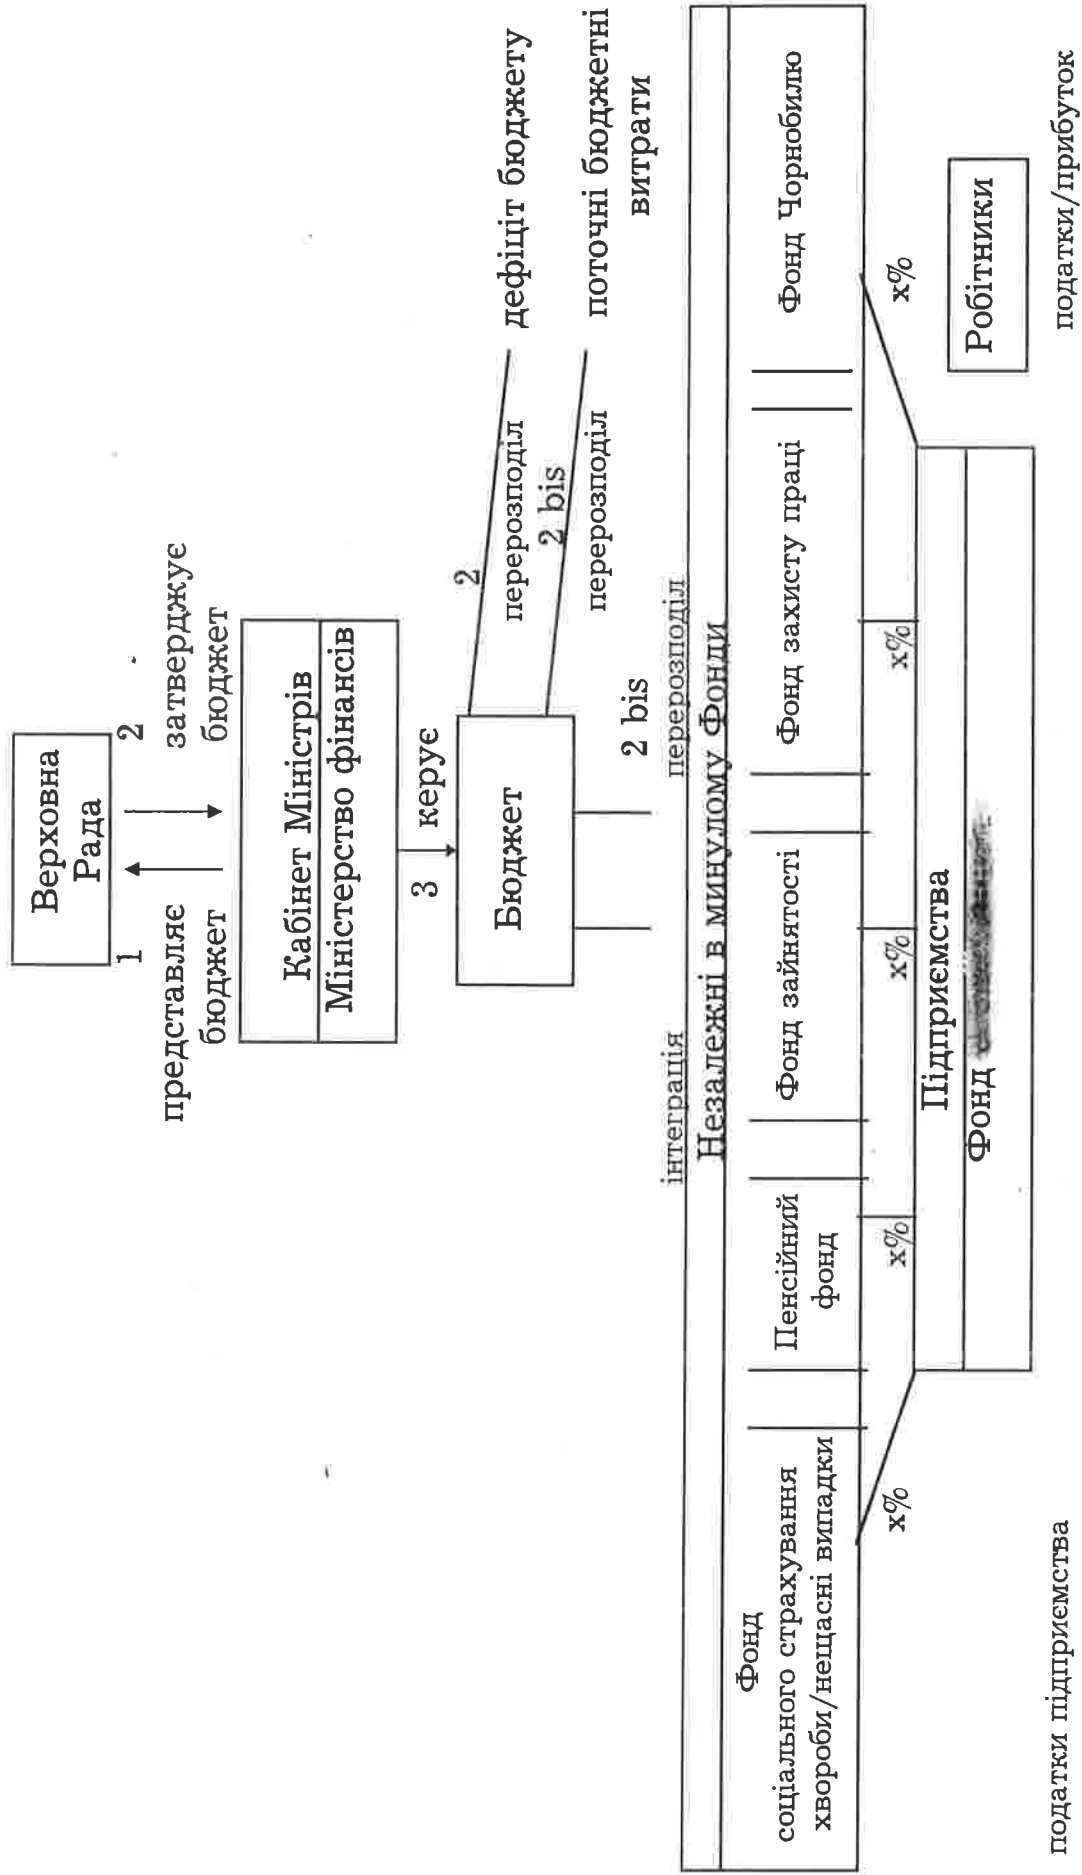 Верховна
Рада
1
2
представляє
бюджет
затверджує
бюджет
Кабінет Міністрів
Міністерство фінансів
3
керує
Бюджет
2
перерозподіл
дефіціт бюджету
2 bis
перерозподіл
поточні бюджетні
витрати
2 bis
інтеграція
перерозподіл
Незалежні в минулому Фонди
Фонд
соціального страхування
хвороби/нещасні випадки
Пенсійний
фонд
Фонд зайнятості
Фонд захисту праці
Фонд Чорнобилю
x%
x%
x%
x%
x%
Підприємства
Фонд
Робітники
податки підприємства
податки/прибуток